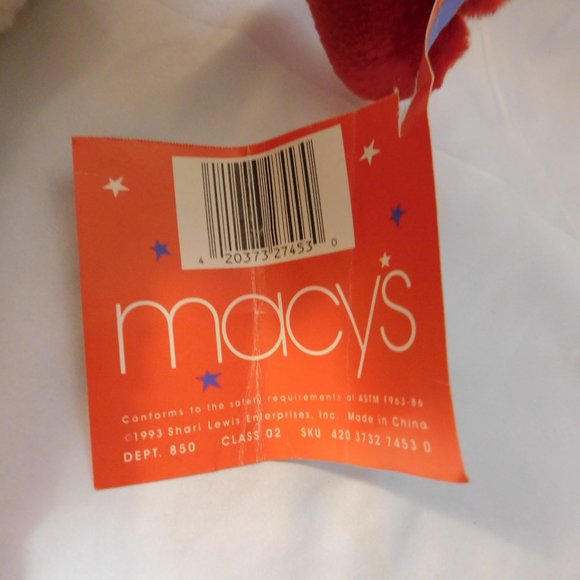 4 20373 27453 0
macy's
Conforms to the safety requirements of ASTM F963-86
©1993 Shari Lewis Enterprises, Inc. Made in China
DEPT. 850 CLASS 02 SKU 420 3732 7453 0